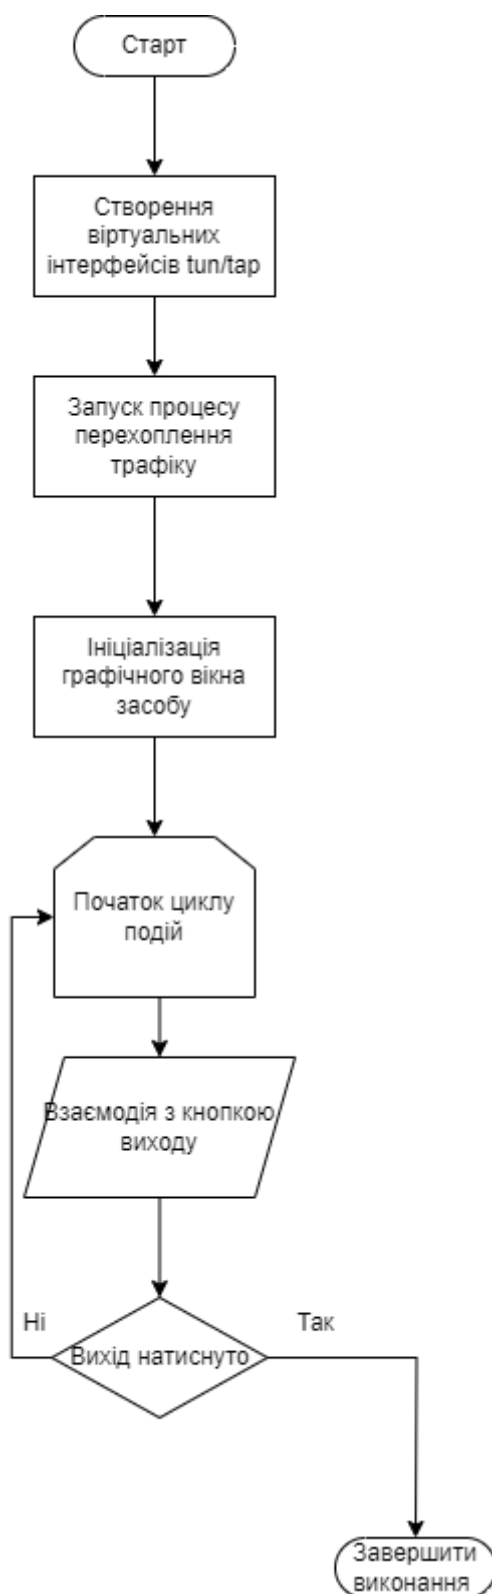 Старт
Створення
віртуальних
інтерфейсів tun/tap
Запуск процесу
перехоплення
трафіку
Ініціалізація
графічного вікна
засобу
Початок циклу
подій
Взаємодія з кнопкою
виходу
Ні
Так
Вихід натиснуто
Завершити
виконання